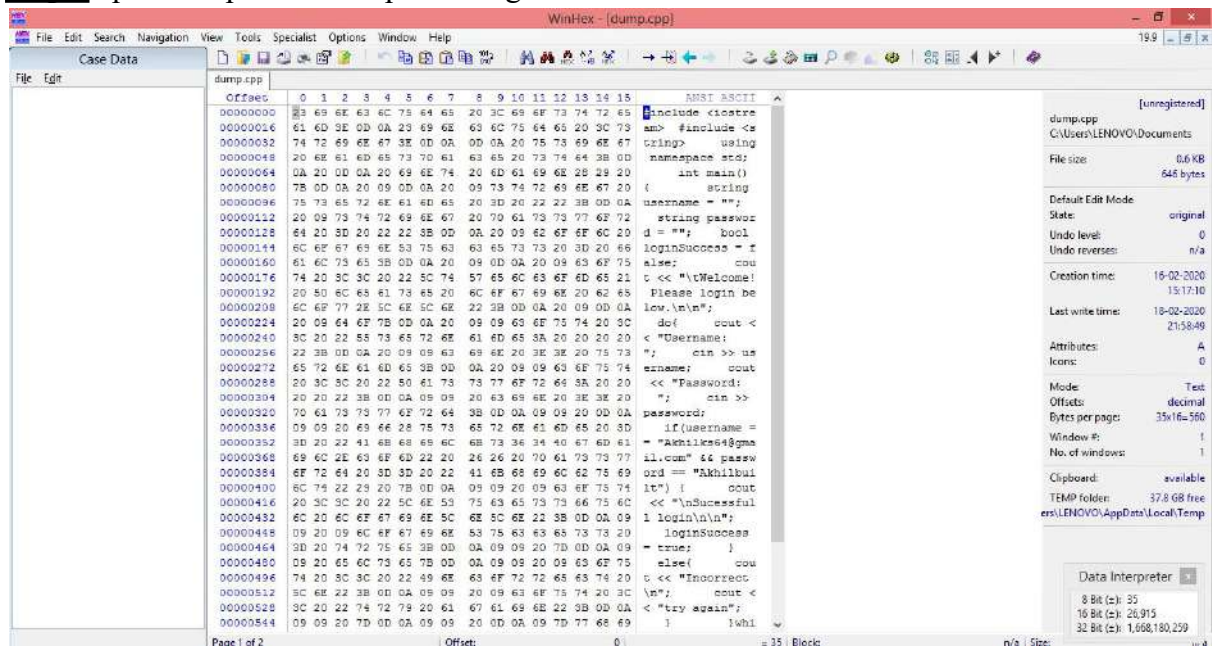 WinHex - [dump.cpp]
File Edit Search Navigation View Tools Specialist Options Window Help
19.9
Case Data
File Edit
dump.cpp
Offset 0 1 2 3 4 5 6 7 8 9 10 11 12 13 14 15 ANSI ASCII
00000000 23 69 6E 63 6C 75 64 65 20 3C 69 6F 73 74 72 65 #include <iostre
00000016 61 6D 3E 0D 0A 23 69 6E 63 6C 75 64 65 20 3C 73 am> #include <s
00000032 74 72 69 6E 67 3E 0D 0A 0D 0A 20 75 73 69 6E 67 tring> using
00000048 20 6E 61 6D 65 73 70 61 63 65 20 73 74 64 3B 0D namespace std;
00000064 0A 20 0D 0A 20 69 6E 74 20 6D 61 69 6E 28 29 20 int main()
00000080 7B 0D 0A 20 09 0D 0A 20 09 73 74 72 69 6E 67 20 { string
00000096 75 73 65 72 6E 61 6D 65 20 3D 20 22 22 3B 0D 0A username = "";
00000112 20 09 73 74 72 69 6E 67 20 70 61 73 73 77 6F 72 string passwor
00000128 64 20 3D 20 22 22 3B 0D 0A 20 09 62 6F 6F 6C 20 d = ""; bool
00000144 6C 6F 67 69 6E 53 75 63 63 65 73 73 20 3D 20 66 loginSuccess = f
00000160 61 6C 73 65 3B 0D 0A 20 09 0D 0A 20 09 63 6F 75 alse; cou
00000176 74 20 3C 3C 20 22 5C 74 57 65 6C 63 6F 6D 65 21 t << "\tWelcome!
00000192 20 50 6C 65 61 73 65 20 6C 6F 67 69 6E 20 62 65 Please login be
00000208 6C 6F 77 2E 5C 6E 5C 6E 22 3B 0D 0A 20 09 0D 0A low.\n\n";
00000224 20 09 64 6F 7B 0D 0A 20 09 09 63 6F 75 74 20 3C do{ cout <
00000240 3C 20 22 55 73 65 72 6E 61 6D 65 3A 20 20 20 20 < "Username:
00000256 22 3B 0D 0A 20 09 09 63 69 6E 20 3E 3E 20 75 73 "; cin >> us
00000272 65 72 6E 61 6D 65 3B 0D 0A 20 09 09 63 6F 75 74 ername; cout
00000288 20 3C 3C 20 22 50 61 73 73 77 6F 72 64 3A 20 20 << "Password:
00000304 20 20 22 3B 0D 0A 09 09 20 63 69 6E 20 3E 3E 20 "; cin >>
00000320 70 61 73 73 77 6F 72 64 3B 0D 0A 09 09 20 0D 0A password;
00000336 09 09 20 69 66 28 75 73 65 72 6E 61 6D 65 20 3D if(username =
00000352 3D 20 22 41 6B 68 69 6C 6B 73 36 34 40 67 6D 61 = "Akhilks64@gma
00000368 69 6C 2E 63 6F 6D 22 20 26 26 20 70 61 73 73 77 il.com" && passw
00000384 6F 72 64 20 3D 3D 20 22 41 6B 68 69 6C 62 75 69 ord == "Akhilbui
00000400 6C 74 22 29 20 7B 0D 0A 09 09 20 09 63 6F 75 74 lt") { cout
00000416 20 3C 3C 20 22 5C 6E 53 75 63 65 73 73 66 75 6C << "\nSucessful
00000432 6C 20 6C 6F 67 69 6E 5C 6E 5C 6E 22 3B 0D 0A 09 l login\n\n";
00000448 09 20 09 6C 6F 67 69 6E 53 75 63 63 65 73 73 20 loginSuccess
00000464 3D 20 74 72 75 65 3B 0D 0A 09 09 20 7D 0D 0A 09 = true; }
00000480 09 20 65 6C 73 65 7B 0D 0A 09 09 20 09 63 6F 75 else{ cou
00000496 74 20 3C 3C 20 22 49 6E 63 6F 72 72 65 63 74 20 t << "Incorrect
00000512 5C 6E 22 3B 0D 0A 09 09 20 09 63 6F 75 74 20 3C \n"; cout <
00000528 3C 20 22 74 72 79 20 61 67 61 69 6E 22 3B 0D 0A < "try again";
00000544 09 09 20 7D 0D 0A 09 09 20 0D 0A 09 7D 77 68 69 } }whi
[unregistered]
dump.cpp
C:\Users\LENOVO\Documents
File size: 0.6 KB
646 bytes
Default Edit Mode
State: original
Undo level: 0
Undo reverses: n/a
Creation time: 16-02-2020
15:17:10
Last write time: 18-02-2020
21:58:49
Attributes: A
Icons: 0
Mode: Text
Offsets: decimal
Bytes per page: 35x16=560
Window #: 1
No. of windows: 1
Clipboard: available
TEMP folder: 37.8 GB free
ers\LENOVO\AppData\Local\Temp
Data Interpreter
8 Bit (±): 35
16 Bit (±): 26,915
32 Bit (±): 1,668,180,259
Page 1 of 2 Offset: 0 = 35 Block: n/a Size: